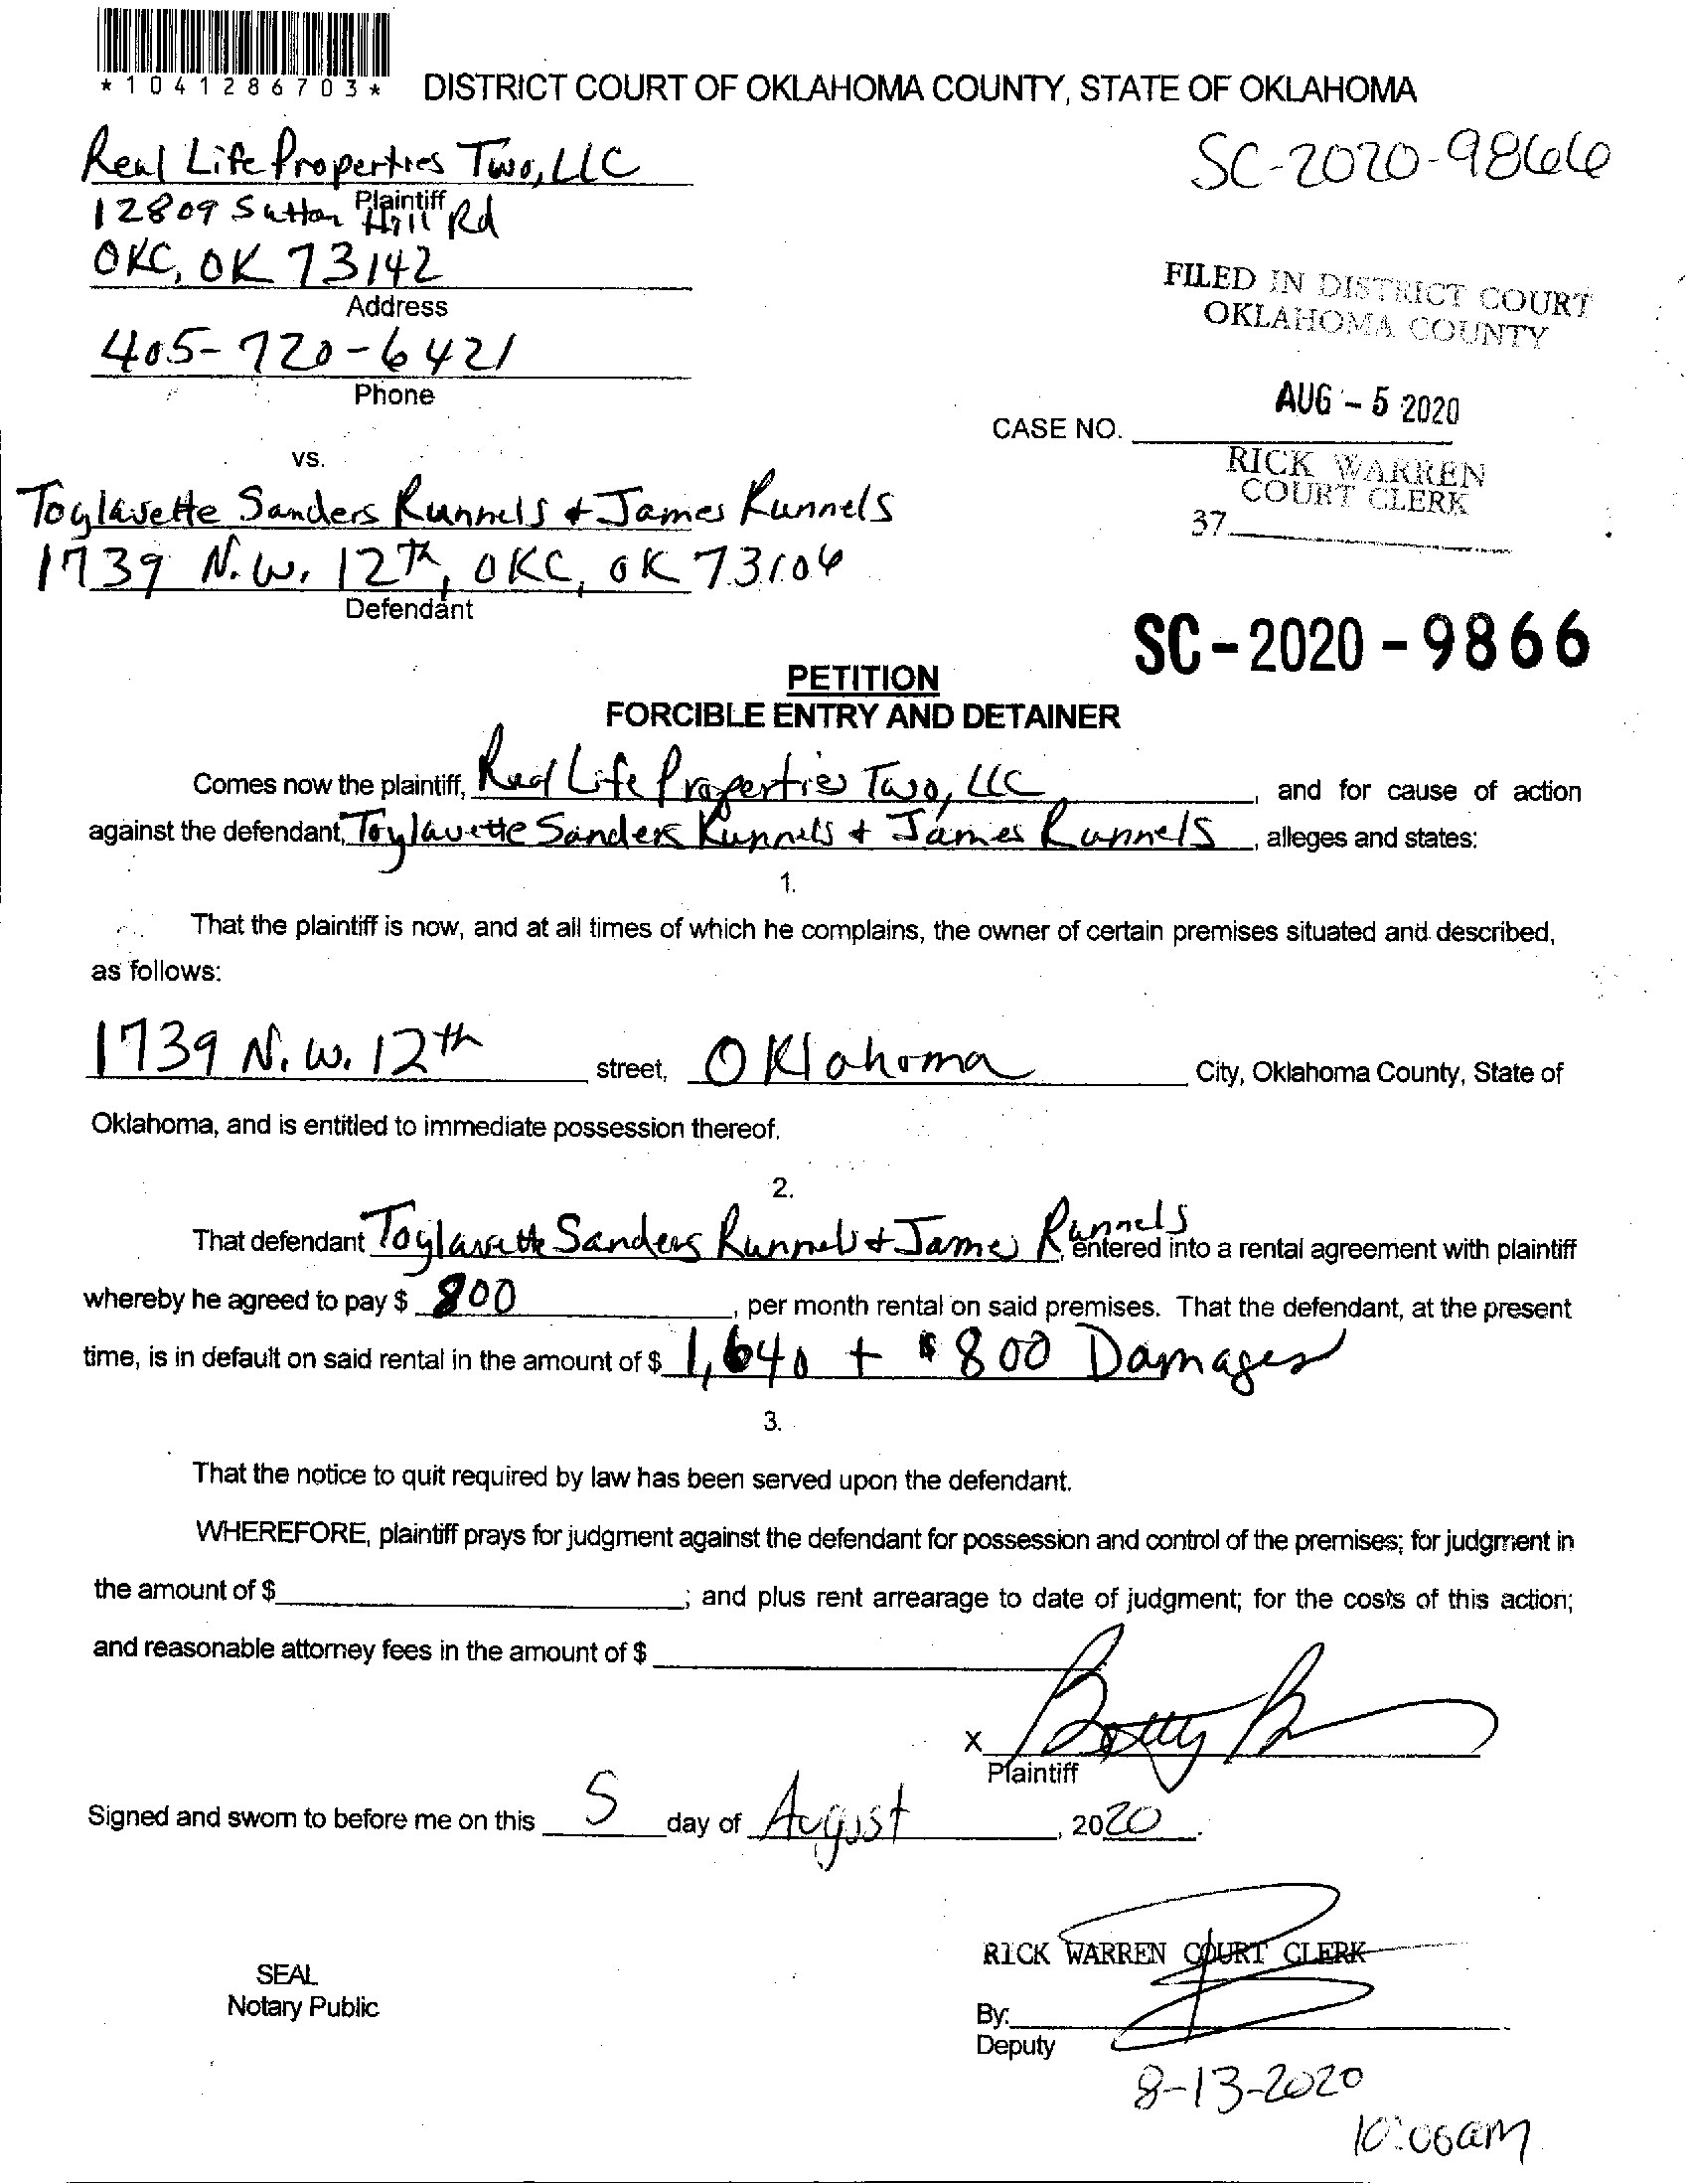 *1041286703*
DISTRICT COURT OF OKLAHOMA COUNTY, STATE OF OKLAHOMA
Real Life Properties Two, LLC
Plaintiff
12809 Sutton Hill Rd
OKC, OK 73142
Address
405-720-6421
Phone
SC-2020-9866
FILED IN DISTRICT COURT
OKLAHOMA COUNTY
AUG - 5 2020
CASE NO.
RICK WARREN
COURT CLERK
37
vs.
Toylavette Sanders Runnels + James Runnels
1739 N.W. 12th, OKC, OK 73106
Defendant
SC-2020-9866
PETITION
FORCIBLE ENTRY AND DETAINER
Comes now the plaintiff, Real Life Properties Two, LLC, and for cause of action
against the defendant, Toylavette Sanders Runnels + James Runnels, alleges and states:
1.
That the plaintiff is now, and at all times of which he complains, the owner of certain premises situated and described,
as follows:
1739 N.W. 12th street, Oklahoma City, Oklahoma County, State of
Oklahoma, and is entitled to immediate possession thereof.
2.
That defendant Toylavette Sanders Runnels + James Runnels, entered into a rental agreement with plaintiff
whereby he agreed to pay $ 800, per month rental on said premises. That the defendant, at the present
time, is in default on said rental in the amount of $ 1,640 + $800 Damages
3.
That the notice to quit required by law has been served upon the defendant.
WHEREFORE, plaintiff prays for judgment against the defendant for possession and control of the premises; for judgment in
the amount of $ ; and plus rent arrearage to date of judgment; for the costs of this action;
and reasonable attorney fees in the amount of $
X
Plaintiff
Signed and sworn to before me on this 5 day of August, 2020.
RICK WARREN COURT CLERK
SEAL
Notary Public
By:
Deputy
8-13-2020
10:06am